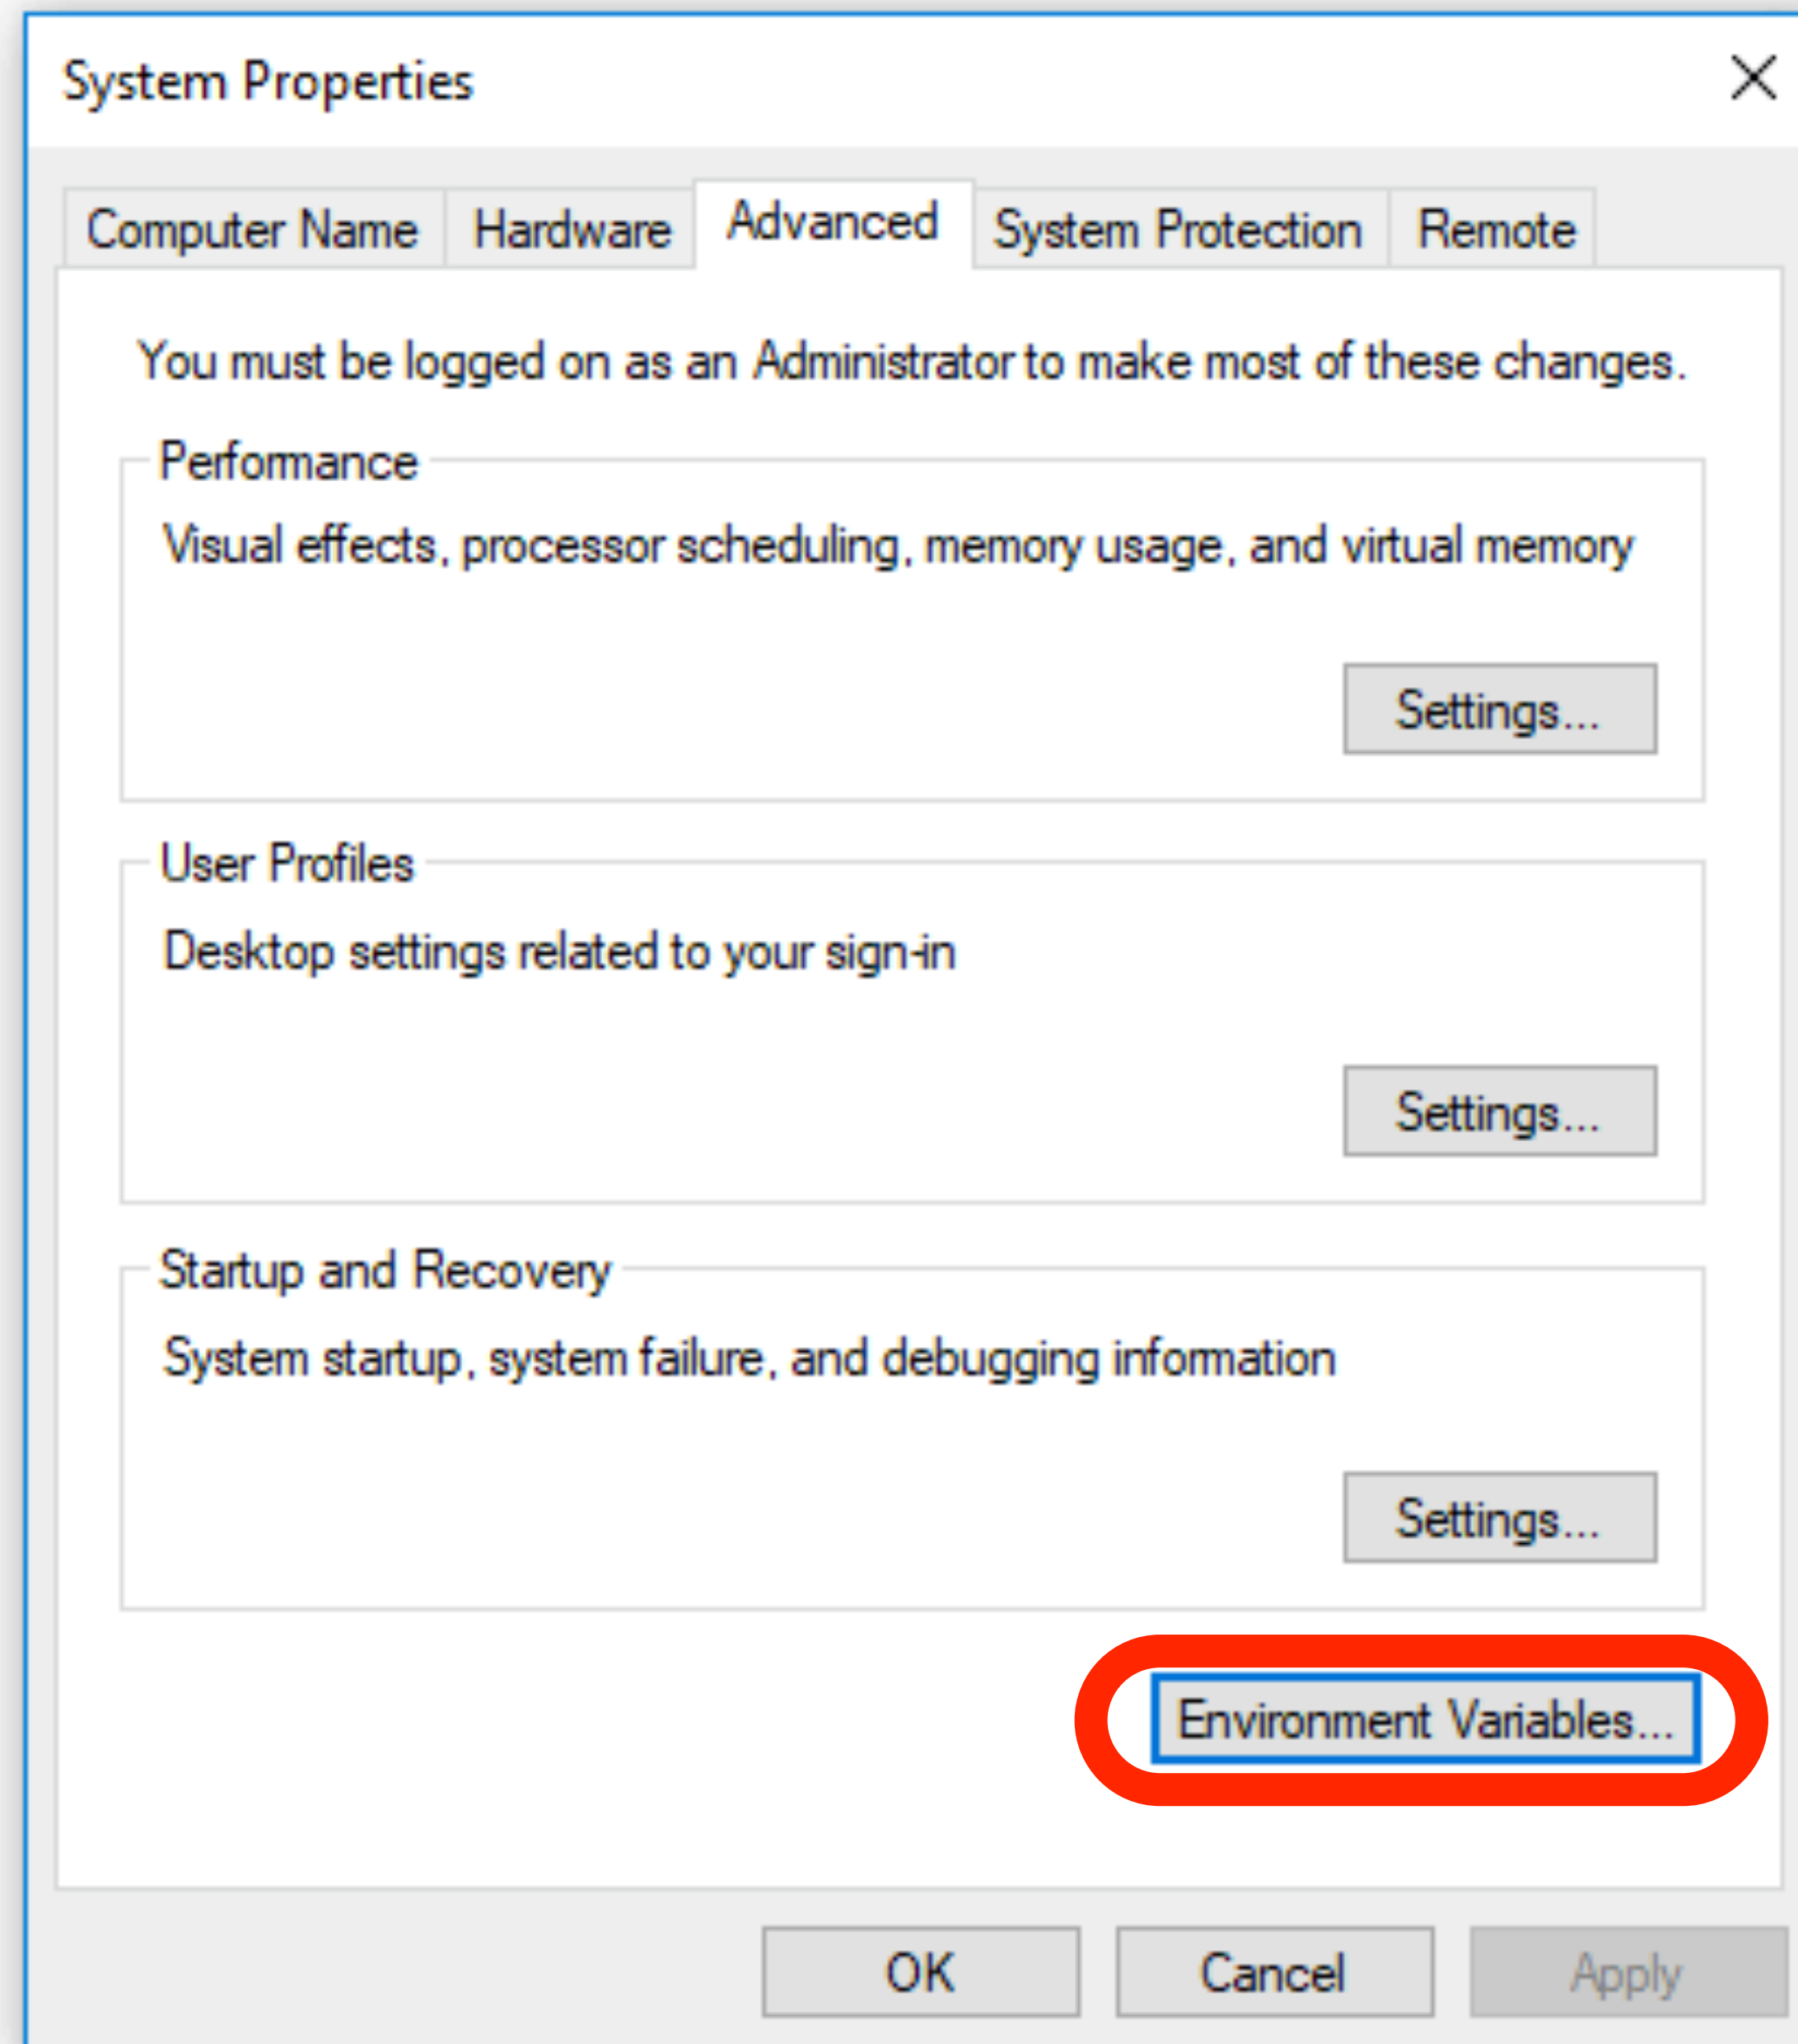 System Properties
Computer Name Hardware Advanced System Protection Remote
You must be logged on as an Administrator to make most of these changes.
Performance
Visual effects, processor scheduling, memory usage, and virtual memory
Settings...
User Profiles
Desktop settings related to your sign-in
Settings...
Startup and Recovery
System startup, system failure, and debugging information
Settings...
Environment Variables...
OK Cancel Apply